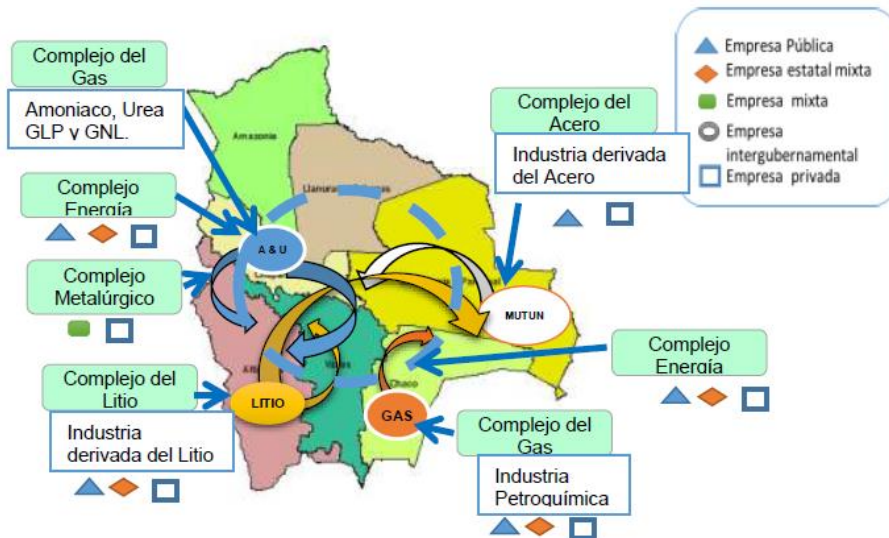 Complejo del
Gas
Amoniaco, Urea
GLP y GNL.
Complejo
Energía
Complejo
Metalúrgico
Complejo del
Litio
Industria
derivada del Litio
Amazonia
A & U
LITIO
GAS
Chaco
MUTUN
Complejo del
Acero
Industria derivada
del Acero
Complejo
Energía
Complejo del
Gas
Industria
Petroquímica
Empresa Pública
Empresa estatal mixta
Empresa mixta
Empresa
intergubernamental
Empresa privada